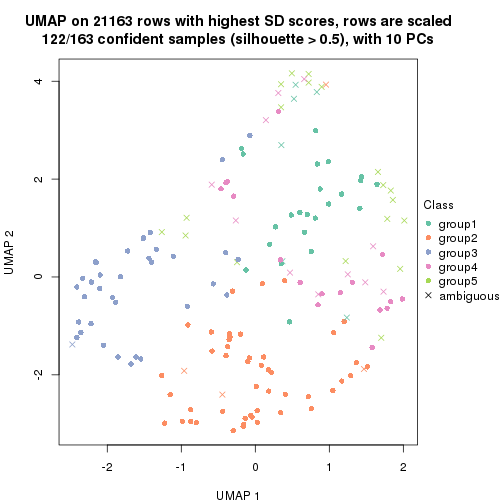 UMAP on 21163 rows with highest SD scores, rows are scaled
122/163 confident samples (silhouette > 0.5), with 10 PCs
4
2
0
-2
UMAP 2
-2
-1
0
1
2
UMAP 1
Class
group1
group2
group3
group4
group5
ambiguous